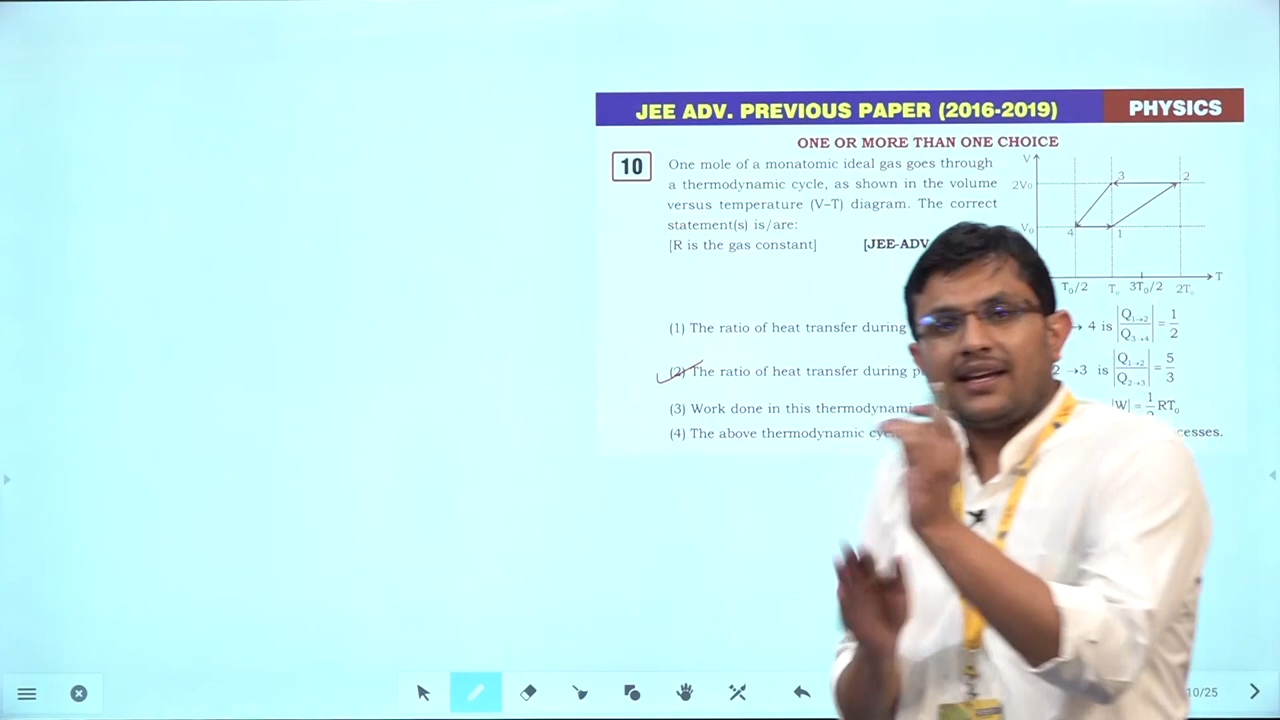 JEE ADV. PREVIOUS PAPER (2016-2019) PHYSICS
ONE OR MORE THAN ONE CHOICE
10
One mole of a monatomic ideal gas goes through
a thermodynamic cycle, as shown in the volume
versus temperature (V–T) diagram. The correct
statement(s) is/are:
[R is the gas constant] [JEE-ADV
V
2V₀ 3 2
V₀ 4 1
T
T₀/2 T₀ 3T₀/2 2T₀
(1) The ratio of heat transfer during → 4 is |Q₁→₂/Q₃→₄| = 1/2
(2) The ratio of heat transfer during 2 →3 is |Q₁→₂/Q₂→₃| = 5/3
(3) Work done in this |W| = 1/2 RT₀
(4) The above thermodynamic
10/25